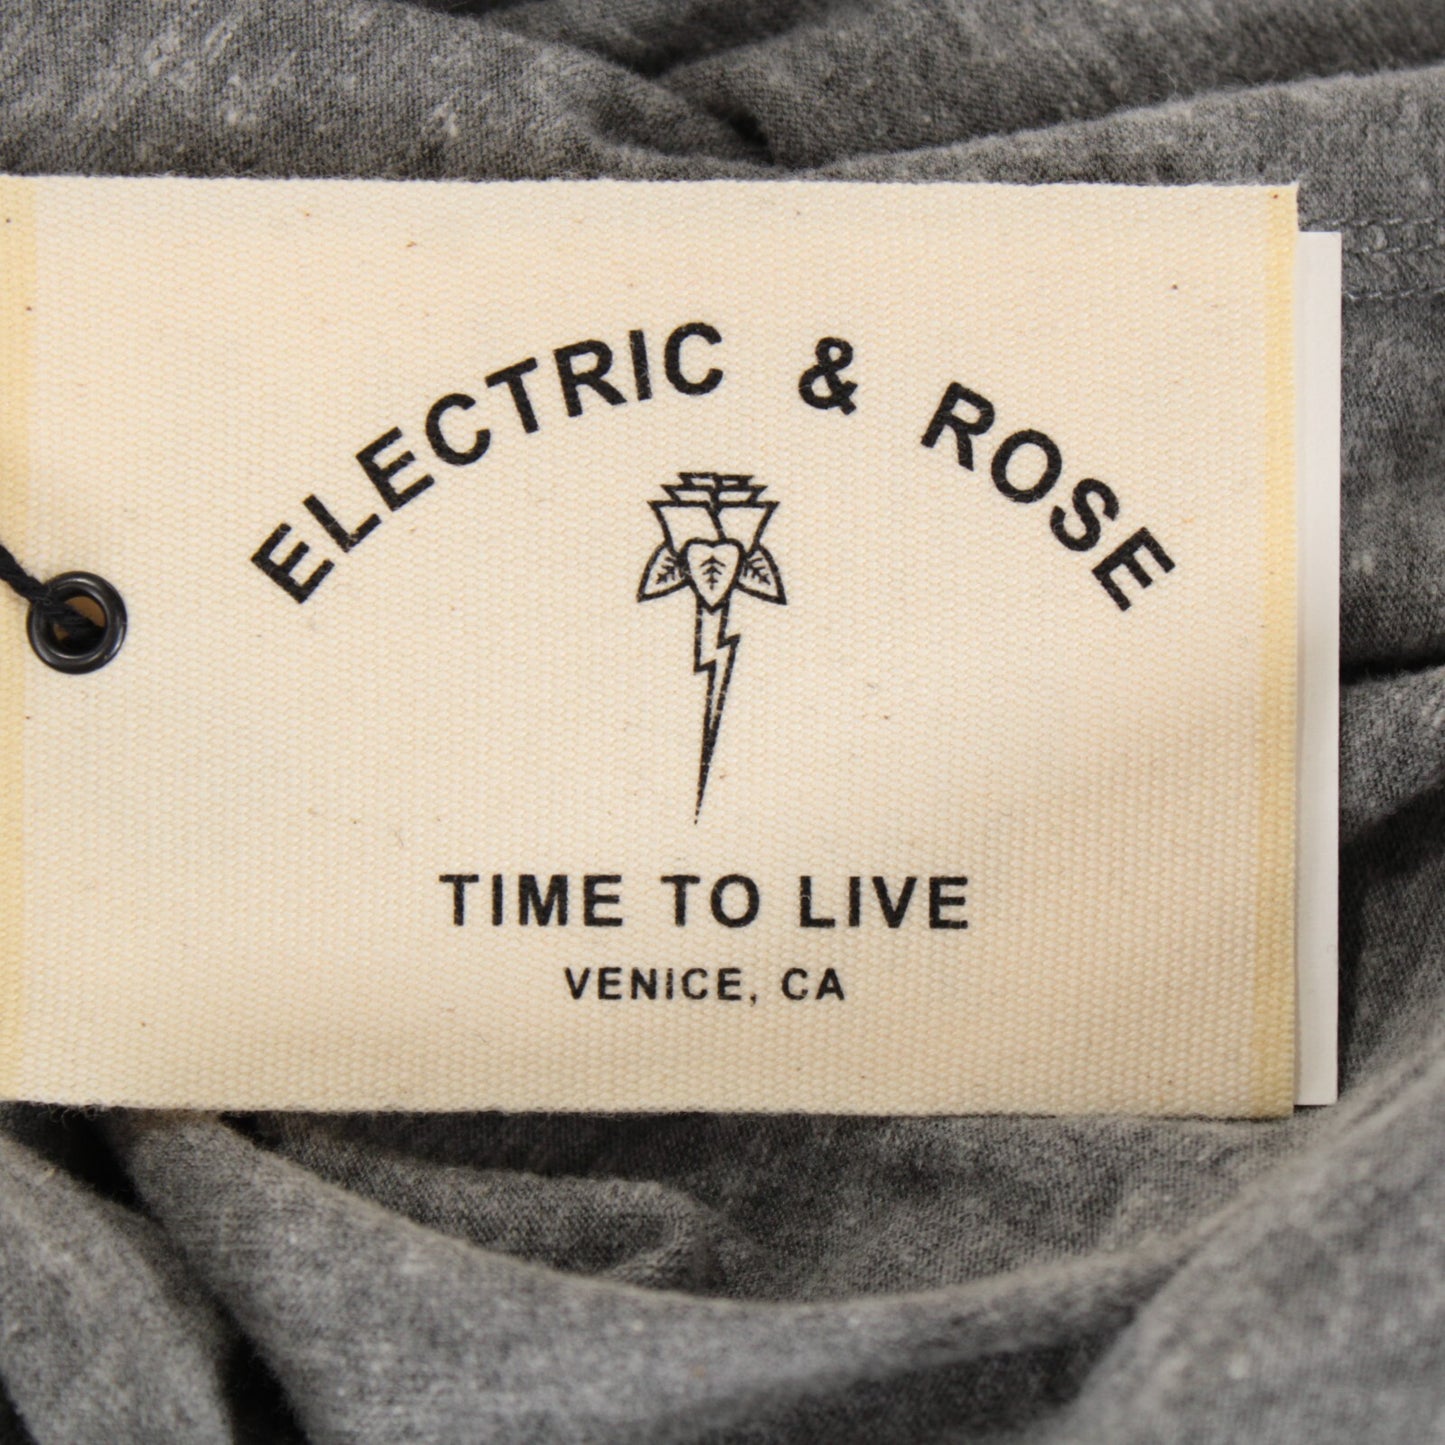 ELECTRIC & ROSE
TIME TO LIVE
VENICE, CA